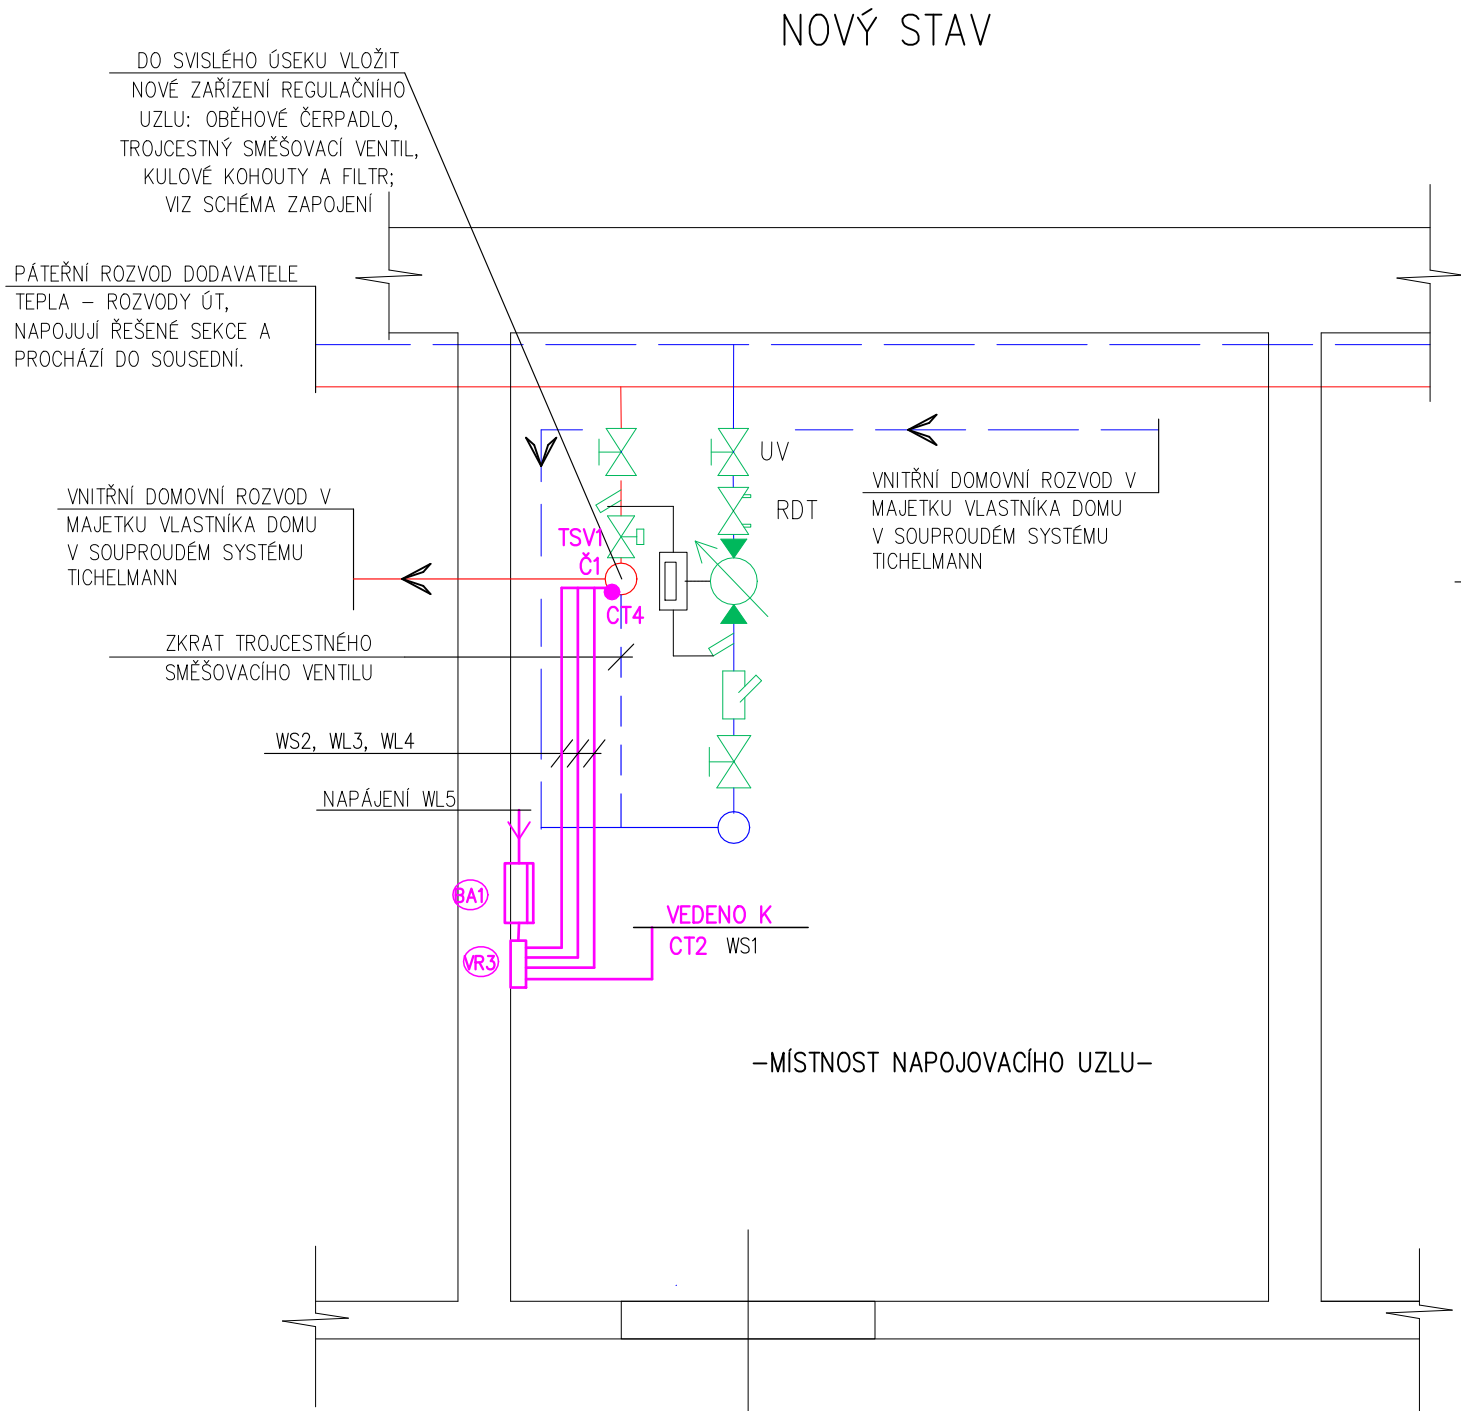 NOVÝ STAV
DO SVISLÉHO ÚSEKU VLOŽIT
NOVÉ ZAŘÍZENÍ REGULAČNÍHO
UZLU: OBĚHOVÉ ČERPADLO,
TROJCESTNÝ SMĚŠOVACÍ VENTIL,
KULOVÉ KOHOUTY A FILTR;
VIZ SCHÉMA ZAPOJENÍ
PÁTEŘNÍ ROZVOD DODAVATELE
TEPLA – ROZVODY ÚT,
NAPOJUJÍ ŘEŠENÉ SEKCE A
PROCHÁZÍ DO SOUSEDNÍ.
UV
RDT
VNITŘNÍ DOMOVNÍ ROZVOD V
MAJETKU VLASTNÍKA DOMU
V SOUPROUDÉM SYSTÉMU
TICHELMANN
VNITŘNÍ DOMOVNÍ ROZVOD V
MAJETKU VLASTNÍKA DOMU
V SOUPROUDÉM SYSTÉMU
TICHELMANN
TSV1
Č1
CT4
ZKRAT TROJCESTNÉHO
SMĚŠOVACÍHO VENTILU
WS2, WL3, WL4
NAPÁJENÍ WL5
BA1
VR3
VEDENO K
CT2 WS1
–MÍSTNOST NAPOJOVACÍHO UZLU–